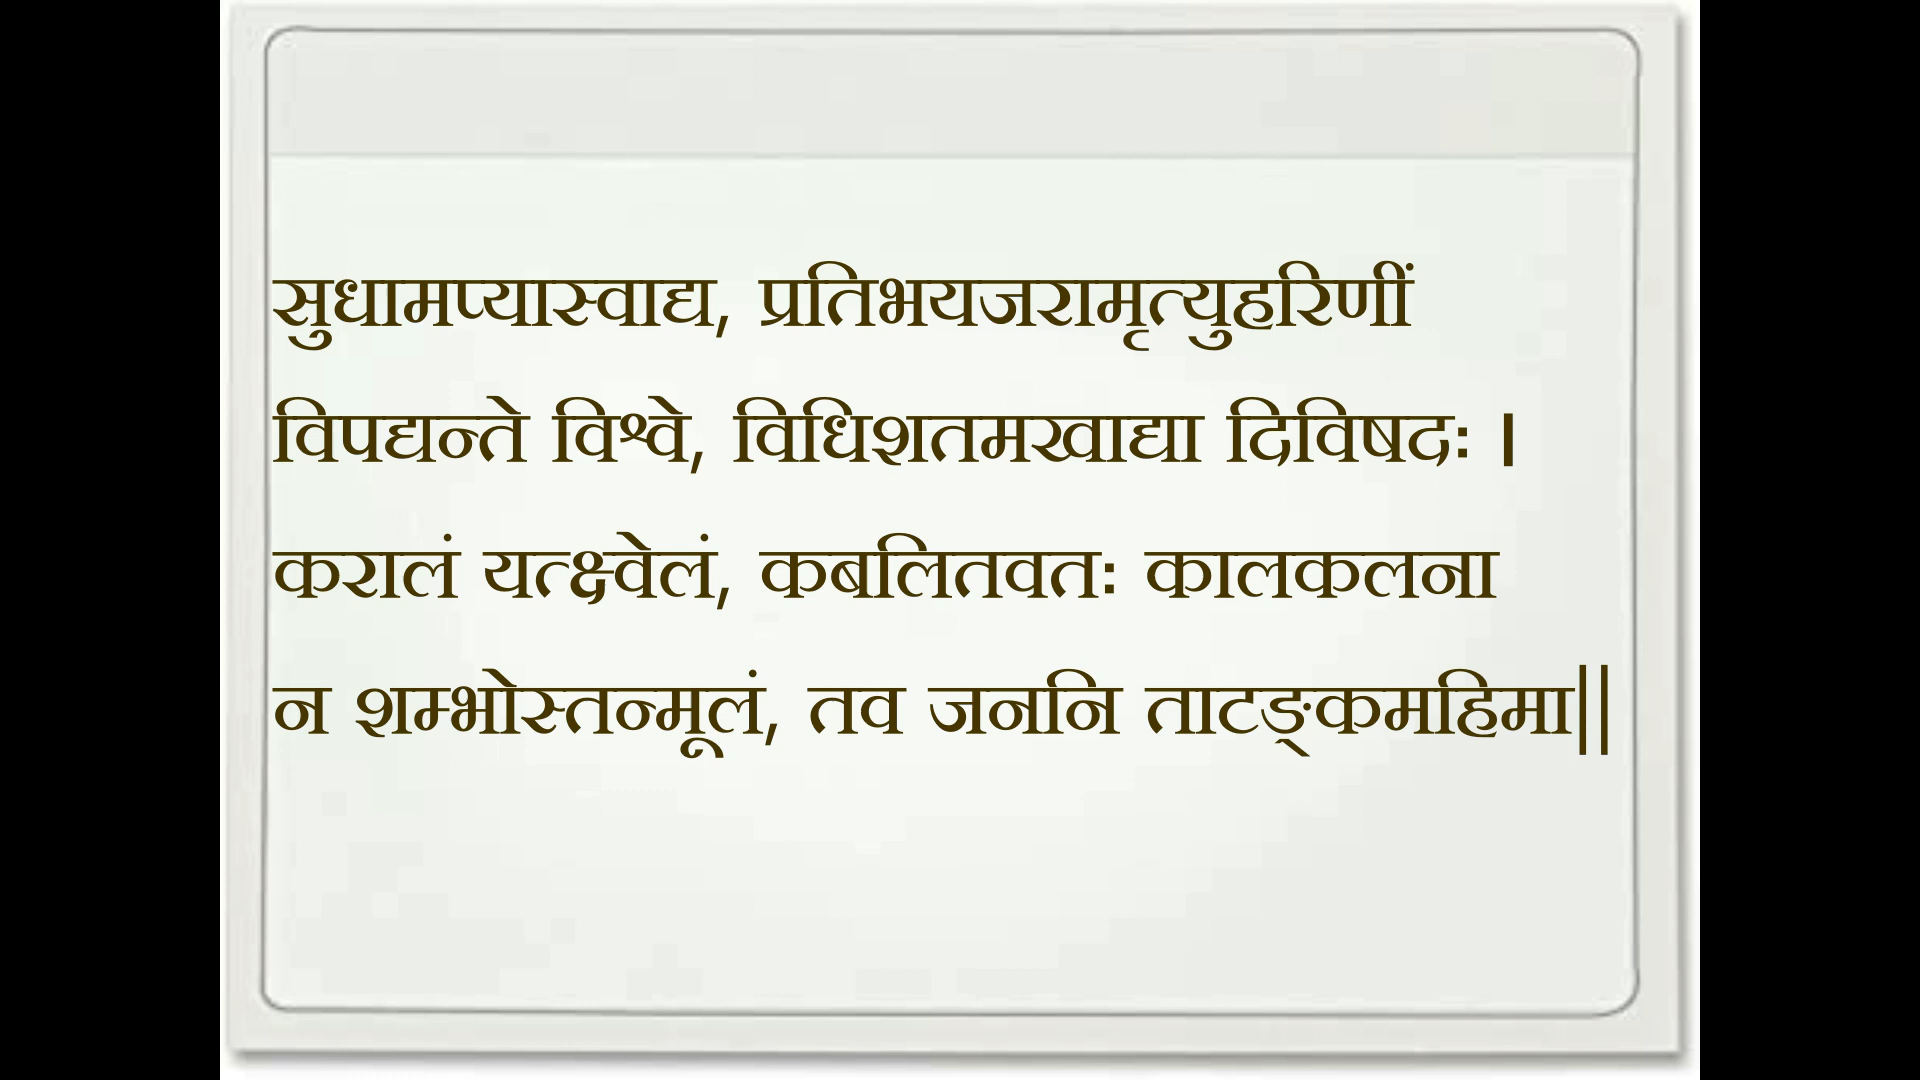 सुधामप्यास्वाद्य, प्रतिभयजरामृत्युहरिणीं
विपद्यन्ते विश्वे, विधिशतमखाद्या दिविषदः ।
करालं यत्क्ष्वेलं, कबलितवतः कालकलना
न शम्भोस्तन्मूलं, तव जननि ताटङ्कमहिमा||